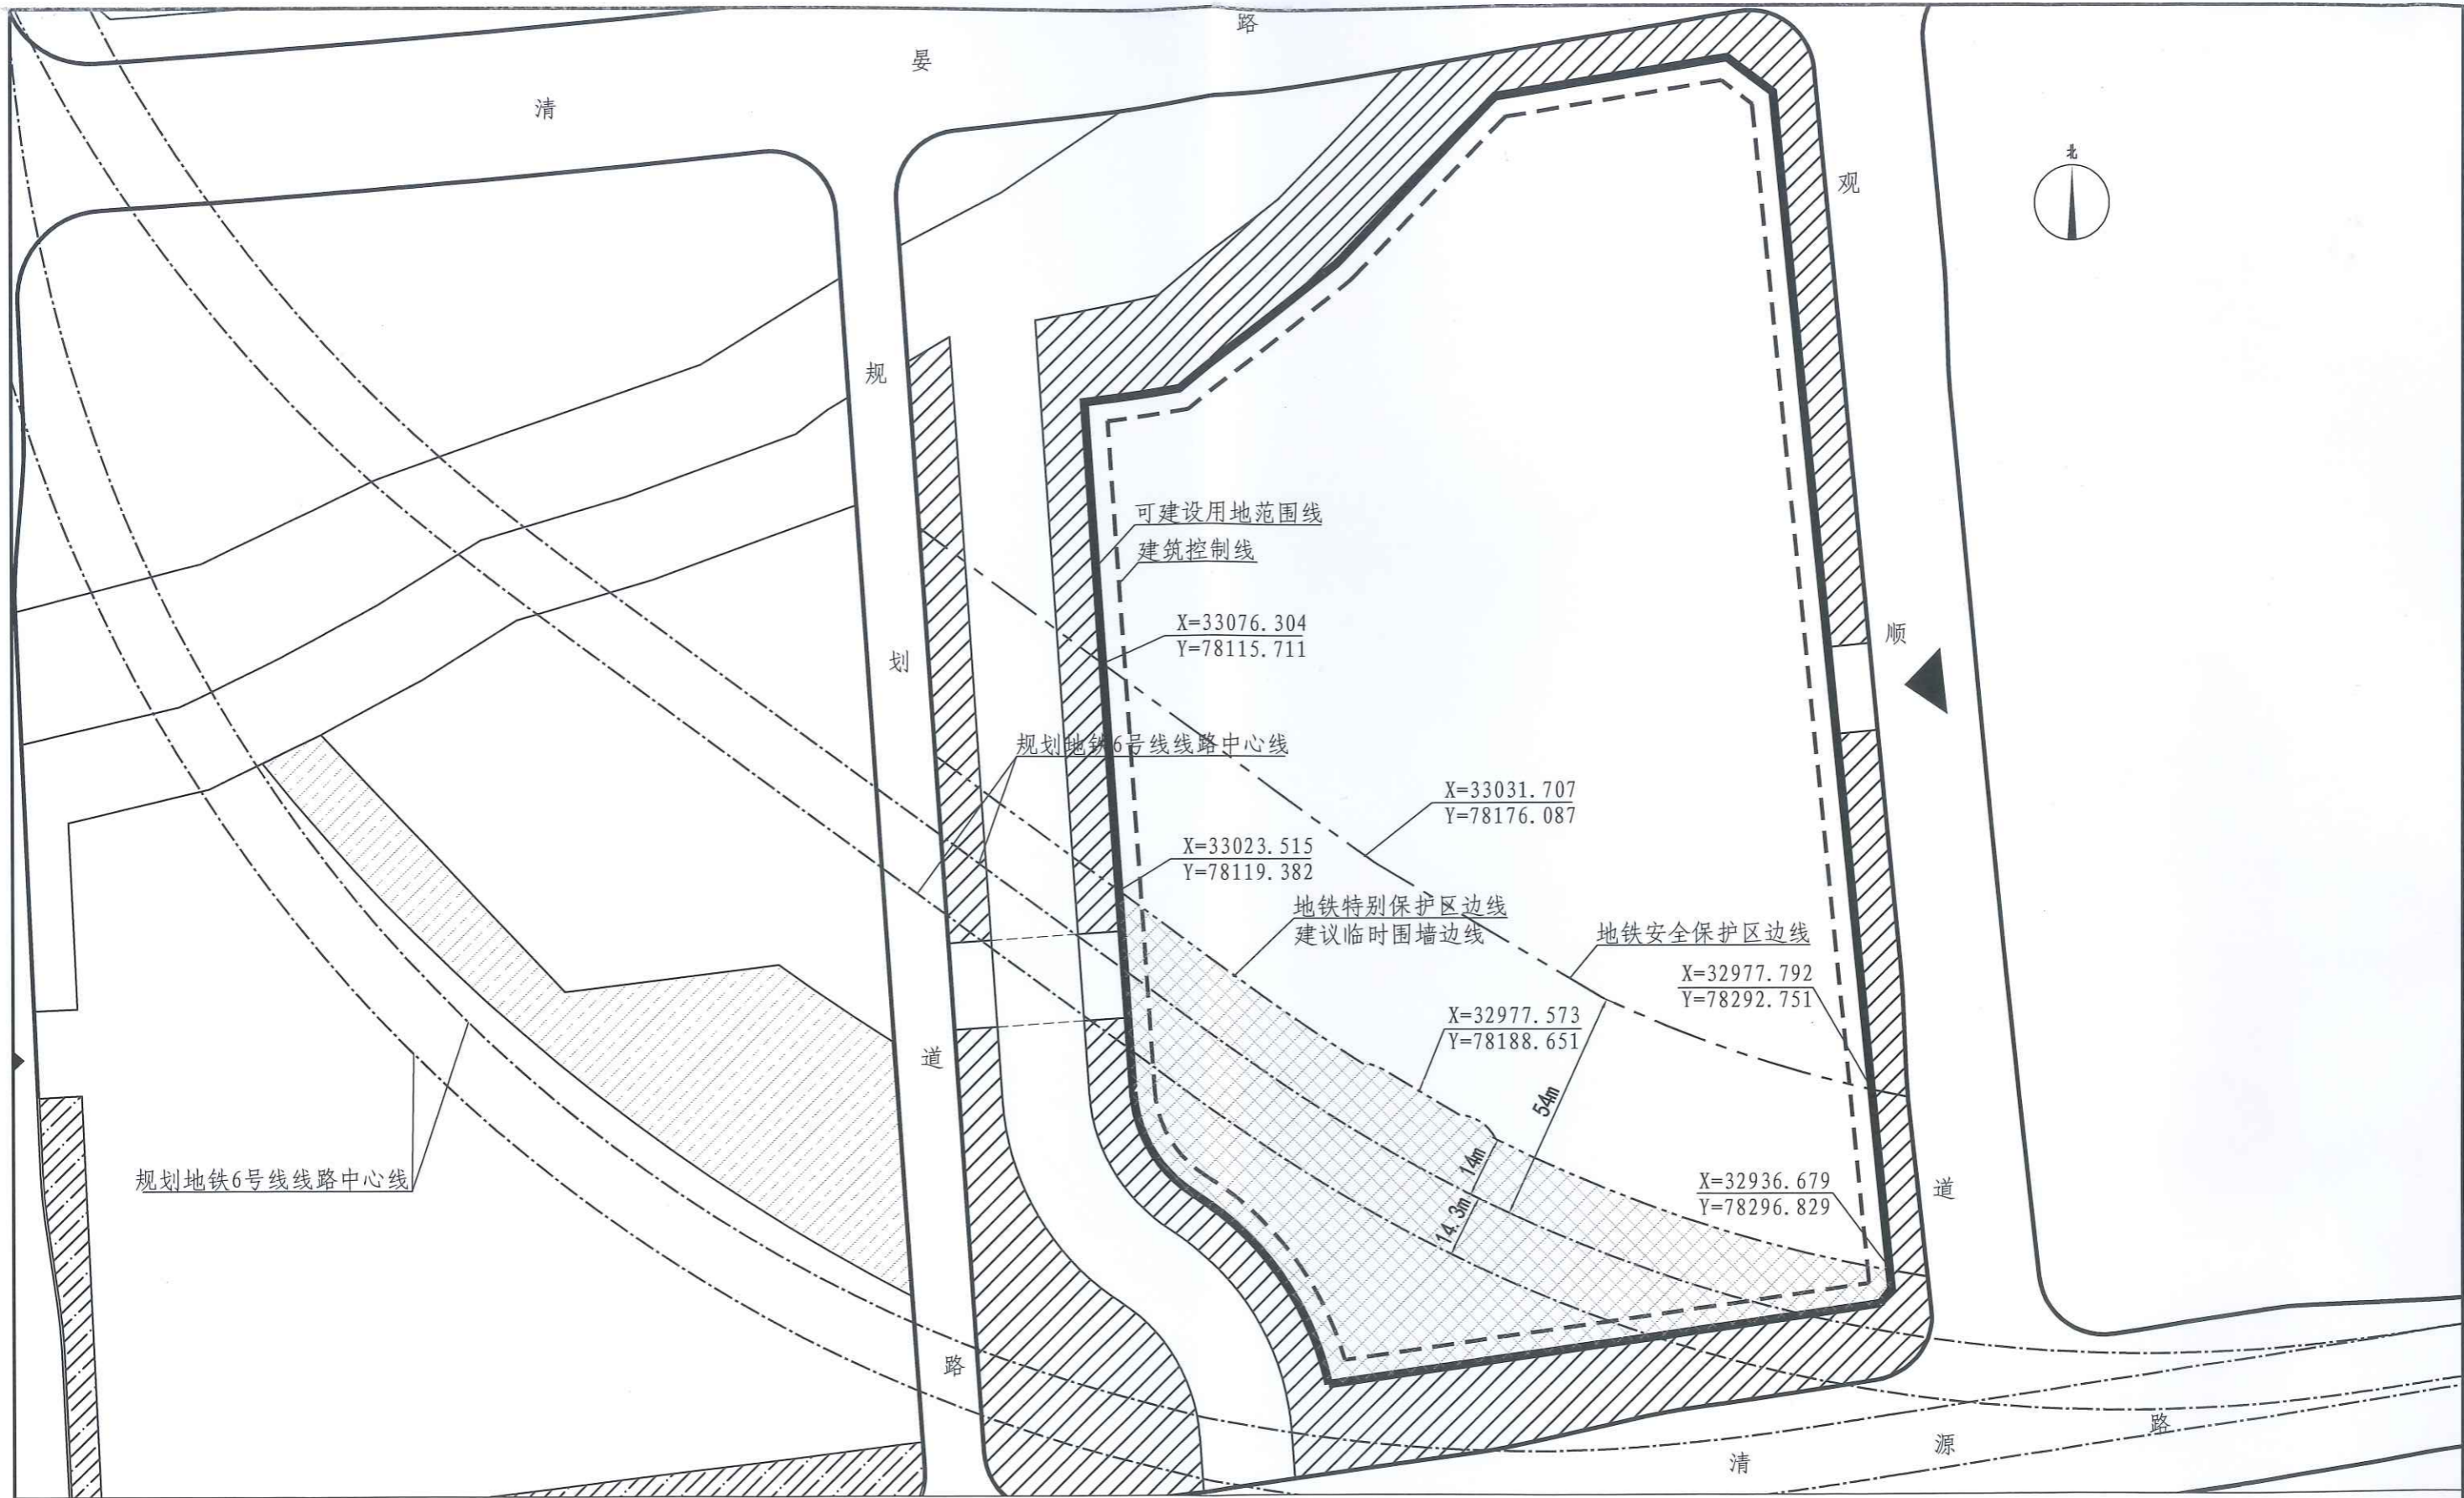 路
晏
清
北
观
规
可建设用地范围线
建筑控制线
X=33076.304
Y=78115.711
顺
划
规划地铁6号线线路中心线
X=33031.707
Y=78176.087
X=33023.515
Y=78119.382
地铁特别保护区边线
建议临时围墙边线
地铁安全保护区边线
X=32977.792
Y=78292.751
X=32977.573
Y=78188.651
道
54m
14m
14.3m
规划地铁6号线线路中心线
X=32936.679
Y=78296.829
道
路
路
源
清